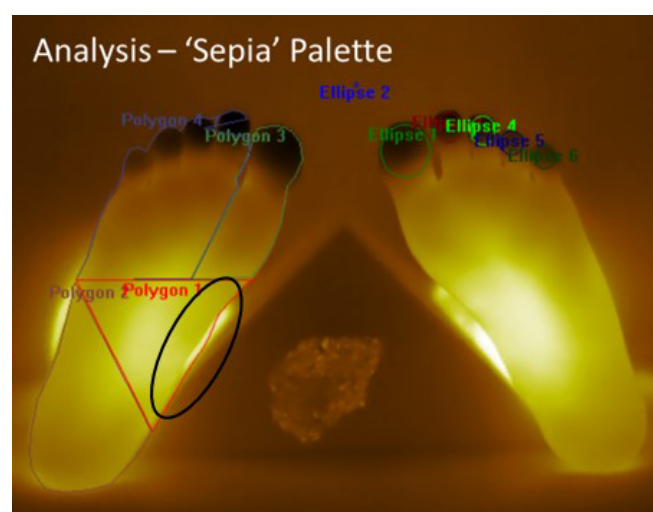 Analysis – ‘Sepia’ Palette
Ellipse 2
Polygon 4
Polygon 3
Ellipse 1
Ellipse 4
Ellipse 5
Ellipse 6
Polygon 2
Polygon 1